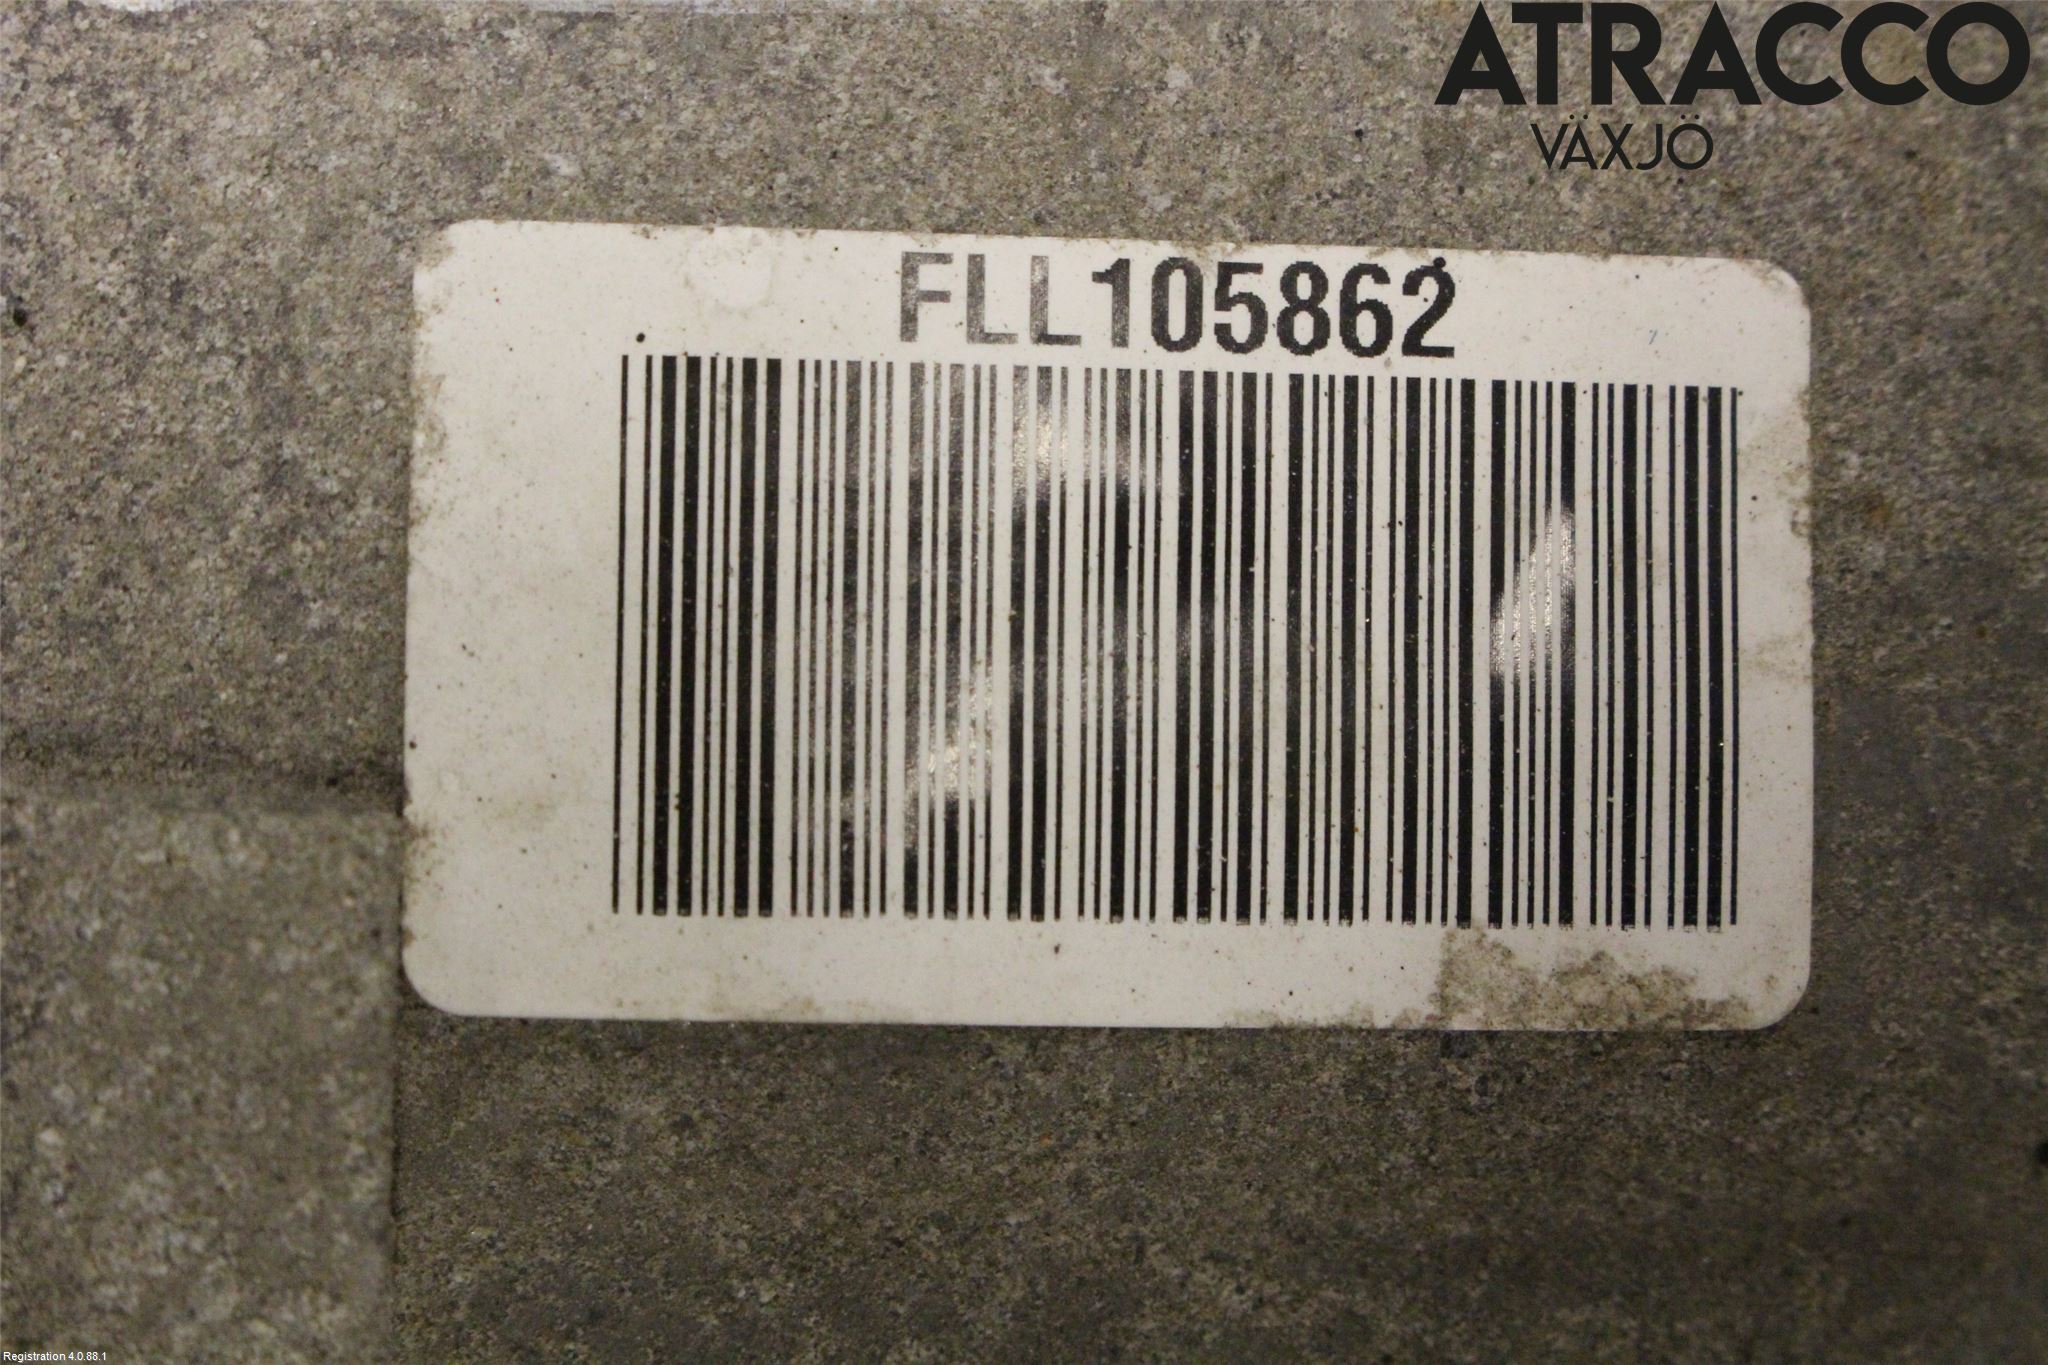 ATRACCO
VÄXJÖ
FLL105862
Registration 4.0.88.1